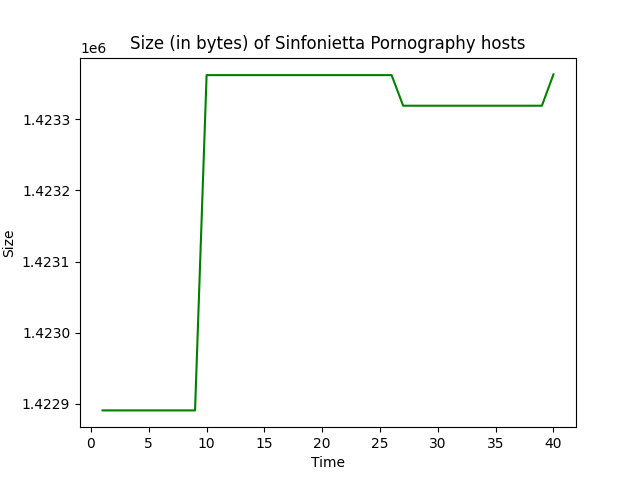 Size (in bytes) of Sinfonietta Pornography hosts
1e6
1.4233
1.4232
1.4231
1.4230
1.4229
Size
0 5 10 15 20 25 30 35 40
Time